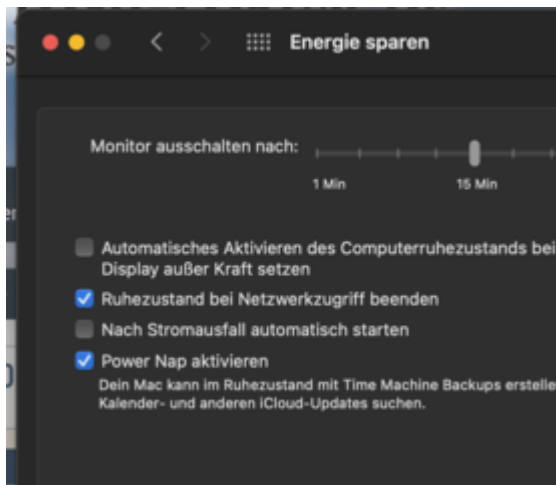 Energie sparen
Monitor ausschalten nach:
1 Min 15 Min
Automatisches Aktivieren des Computerruhezustands bei
Display außer Kraft setzen
Ruhezustand bei Netzwerkzugriff beenden
Nach Stromausfall automatisch starten
Power Nap aktivieren
Dein Mac kann im Ruhezustand mit Time Machine Backups erstelle
Kalender- und anderen iCloud-Updates suchen.